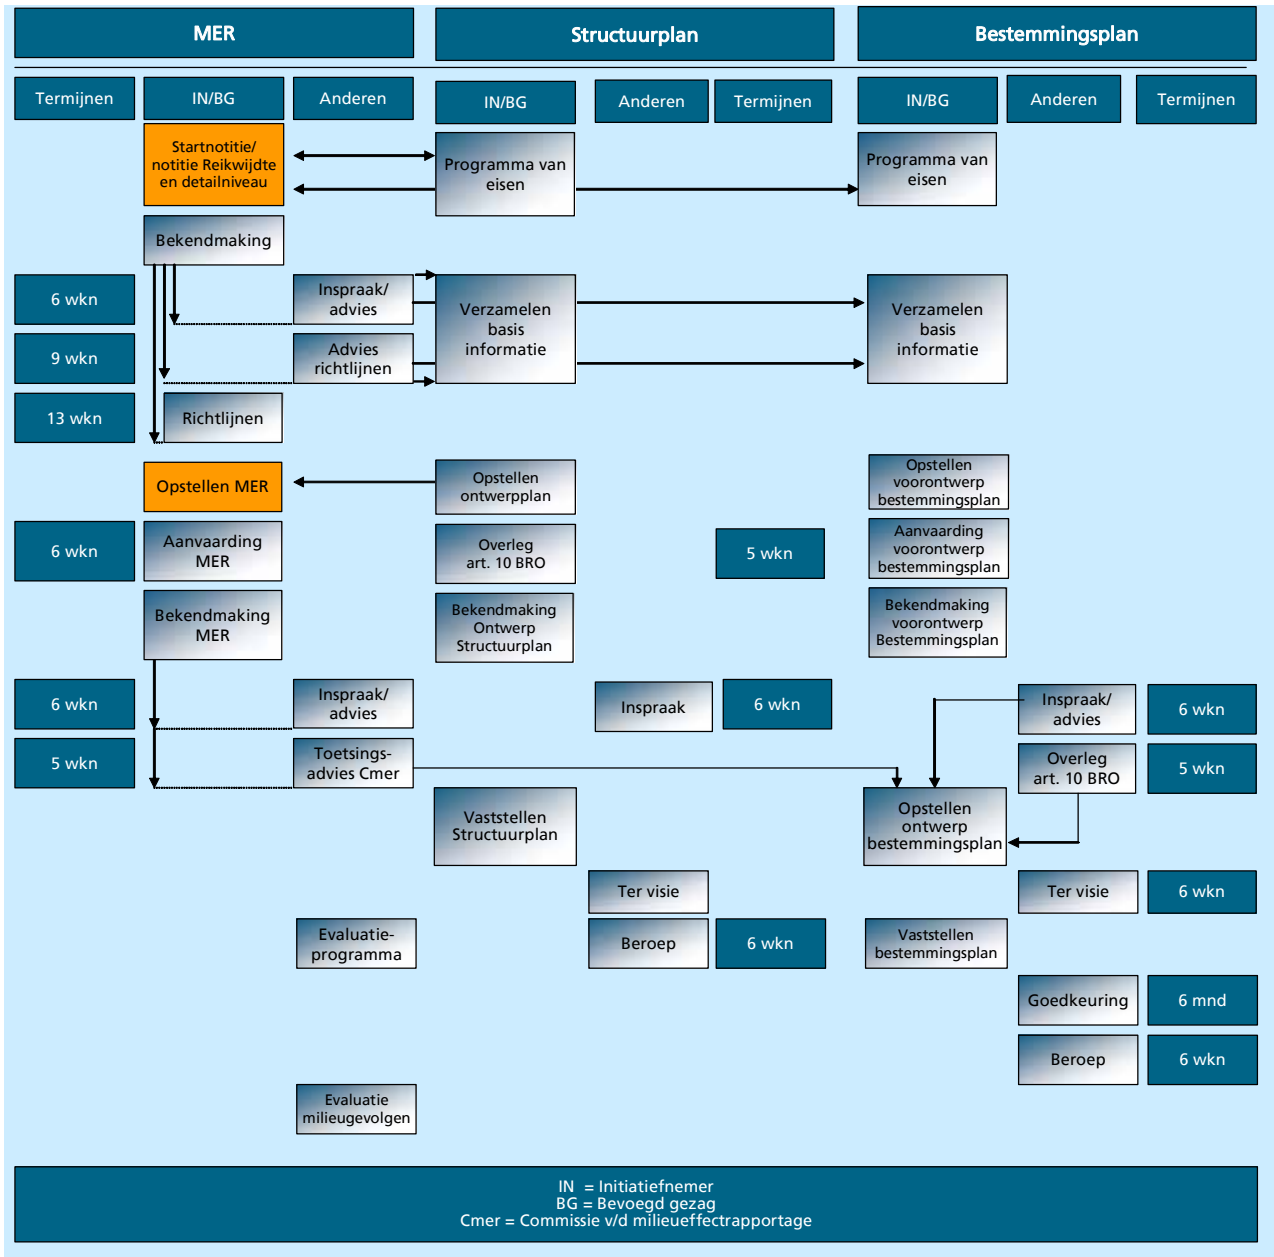 MER
Structuurplan
Bestemmingsplan
Termijnen
IN/BG
Anderen
IN/BG
Anderen
Termijnen
IN/BG
Anderen
Termijnen
Startnotitie/
notitie Reikwijdte
en detailniveau
Programma van
eisen
Programma van
eisen
Bekendmaking
6 wkn
Inspraak/
advies
Verzamelen
basis
informatie
Verzamelen
basis
informatie
9 wkn
Advies
richtlijnen
13 wkn
Richtlijnen
Opstellen MER
Opstellen
ontwerpplan
Opstellen
voorontwerp
bestemmingsplan
6 wkn
Aanvaarding
MER
Overleg
art. 10 BRO
5 wkn
Aanvaarding
voorontwerp
bestemmingsplan
Bekendmaking
MER
Bekendmaking
Ontwerp
Structuurplan
Bekendmaking
voorontwerp
Bestemmingsplan
6 wkn
Inspraak/
advies
Inspraak
6 wkn
Inspraak/
advies
6 wkn
5 wkn
Toetsings-
advies Cmer
Overleg
art. 10 BRO
5 wkn
Vaststellen
Structuurplan
Opstellen
ontwerp
bestemmingsplan
Ter visie
Ter visie
6 wkn
Evaluatie-
programma
Beroep
6 wkn
Vaststellen
bestemmingsplan
Goedkeuring
6 mnd
Beroep
6 wkn
Evaluatie
milieugevolgen
IN = Initiatiefnemer
BG = Bevoegd gezag
Cmer = Commissie v/d milieueffectrapportage